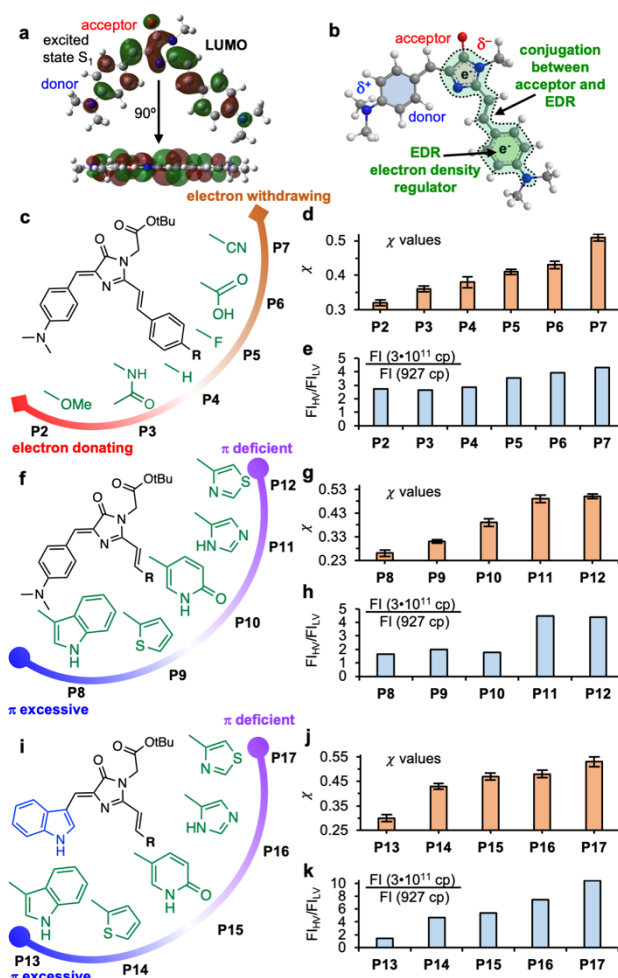 a
acceptor
excited
state S1
LUMO
donor
90º
b
acceptor
δ–
conjugation
between
acceptor and
EDR
e-
δ+
donor
N
EDR
e-
electron density
regulator
N
electron withdrawing
c
O
OtBu
O
N
N
N
R
CN
P7
O
OH
P6
F
P5
H
P4
NH
O
P3
OMe
P2
electron donating
d
χ values
χ
0.5
0.4
0.3
P2 P3 P4 P5 P6 P7
e
FI (3•10¹¹ cp)
FI (927 cp)
FIHV/FILV
5
4
3
2
1
0
P2 P3 P4 P5 P6 P7
π deficient
f
O
OtBu
O
N
N
N
R
S
N
P12
HN
N
P11
N
H
O
P10
S
P9
N
H
P8
π excessive
g
χ values
χ
0.53
0.43
0.33
0.23
P8 P9 P10 P11 P12
h
FI (3•10¹¹ cp)
FI (927 cp)
FIHV/FILV
6
4
2
0
P8 P9 P10 P11 P12
π deficient
i
O
OtBu
O
N
N
NH
R
S
N
P17
HN
N
P16
N
H
O
P15
S
P14
N
H
P13
π excessive
j
χ values
χ
0.55
0.45
0.35
0.25
P13 P14 P15 P16 P17
k
FI (3•10¹¹ cp)
FI (927 cp)
FIHV/FILV
10
8
6
4
2
0
P13 P14 P15 P16 P17